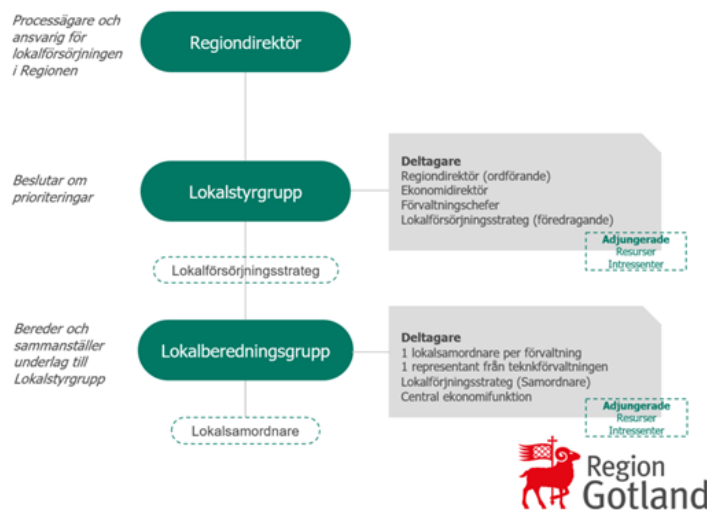 Processägare och
ansvarig för
lokalförsörjningen
i Regionen
Regiondirektör
Beslutar om
prioriteringar
Lokalstyrgrupp
Deltagare
Regiondirektör (ordförande)
Ekonomidirektör
Förvaltningschefer
Lokalförsörjningsstrateg (föredragande)
Adjungerade
Resurser
Intressenter
Lokalförsörjningsstrateg
Bereder och
sammanställer
underlag till
Lokalstyrgrupp
Lokalberedningsgrupp
Deltagare
1 lokalsamordnare per förvaltning
1 representant från teknkförvaltningen
Lokalförjningsstrateg (Samordnare)
Central ekonomifunktion
Adjungerade
Resurser
Intressenter
Lokalsamordnare
Region
Gotland